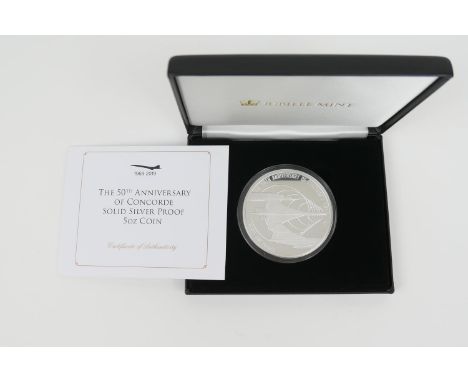 JUBILEE MINT
1969-2019
THE 50TH ANNIVERSARY
OF CONCORDE
SOLID SILVER PROOF
5OZ COIN
Certificate of Authenticity